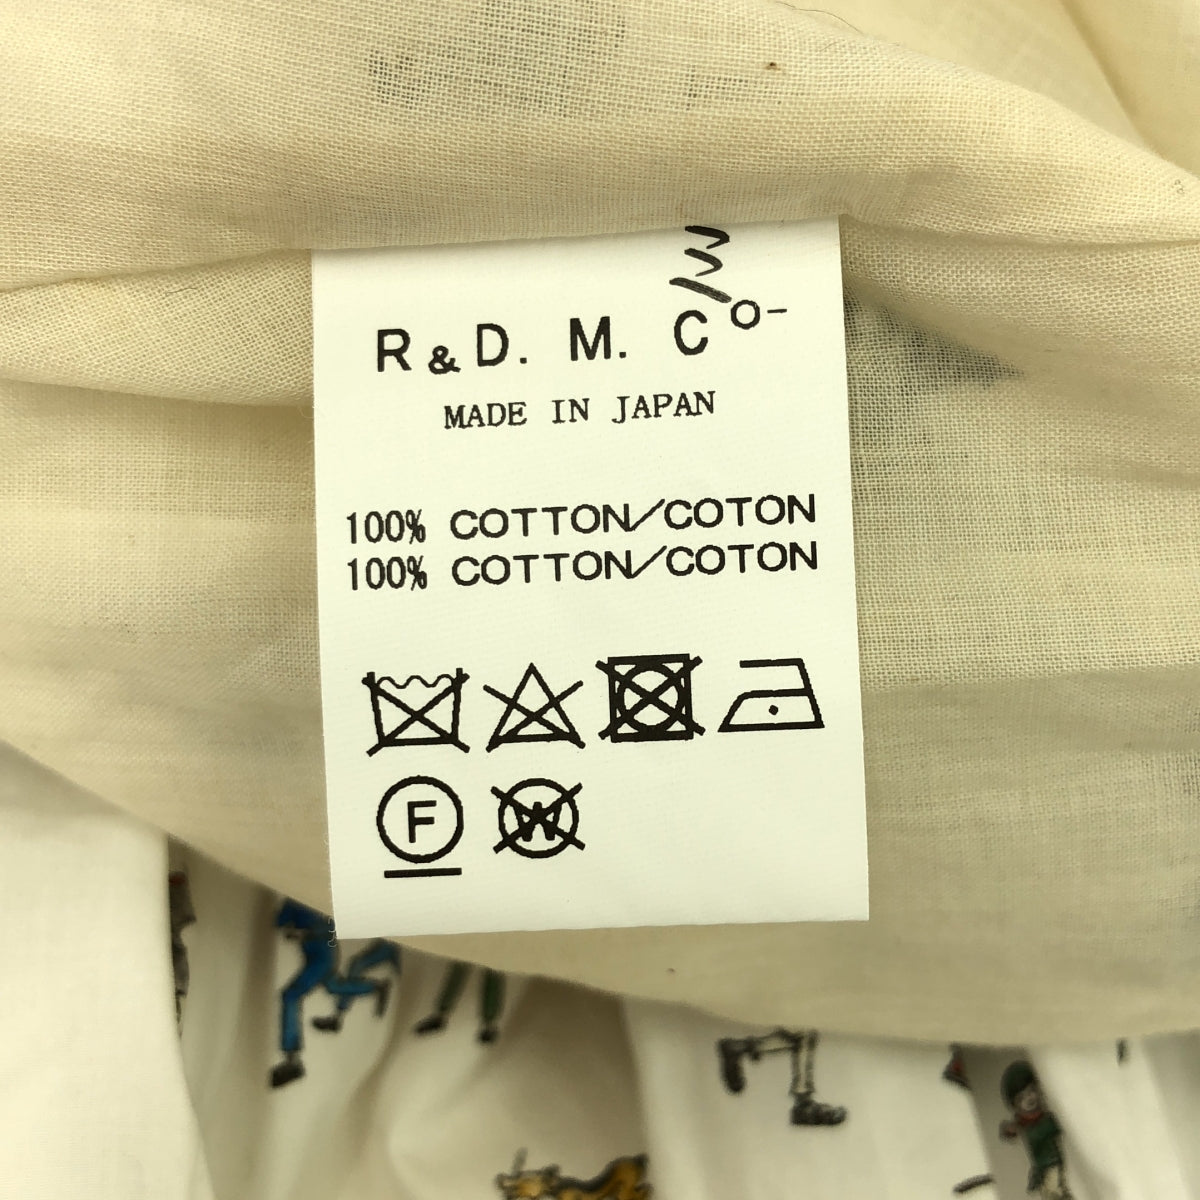 R & D. M. Co-
MADE IN JAPAN
100% COTTON/COTON
100% COTTON/COTON
F W